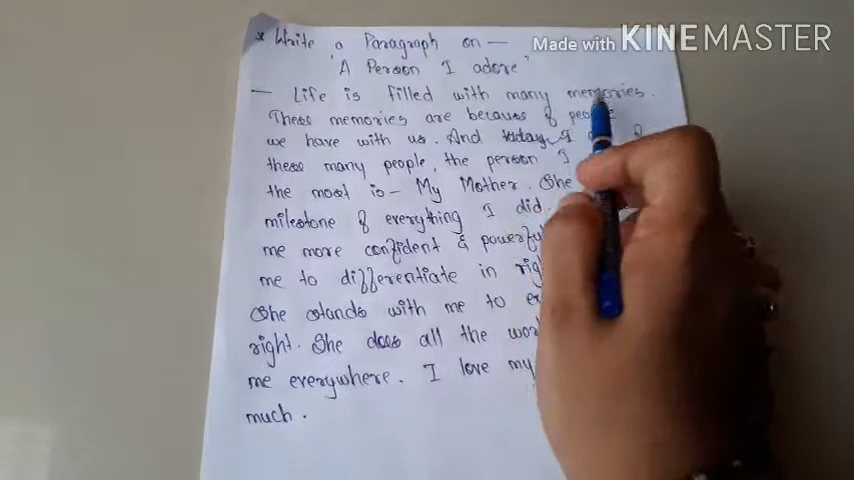 * Write a Paragraph on —
Made with KINEMASTER
"A Person I adore"
— Life is filled with many memories.
These memories are because of people
we have with us. And today, I
these many people, the person I
the most is - My Mother. She
milestone of everything I did.
me more confident & powerful
me to differentiate in
She stands with me to
right. She does all the
me everywhere. I love my
much.